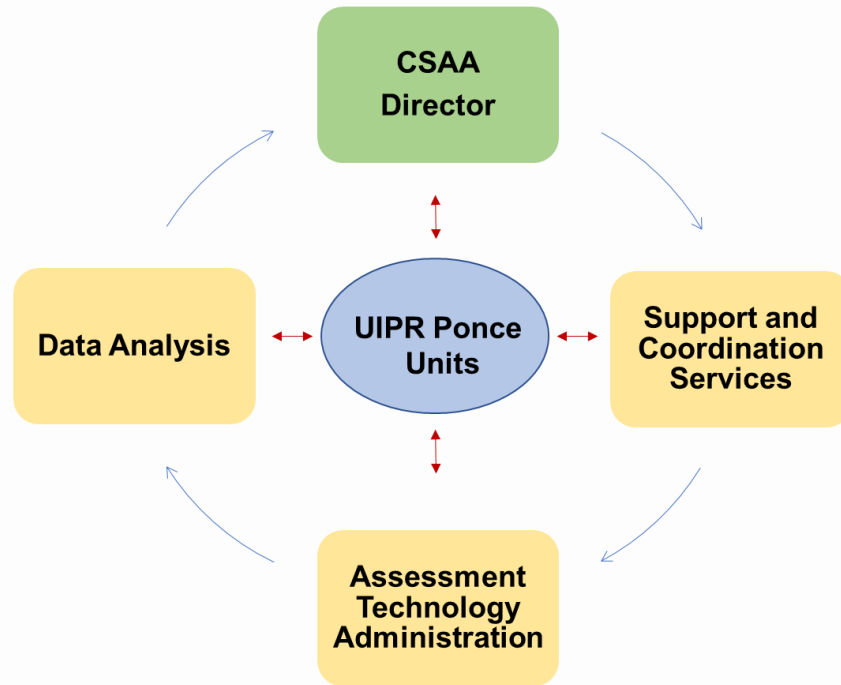 CSAA
Director
Data Analysis
UIPR Ponce
Units
Support and
Coordination
Services
Assessment
Technology
Administration